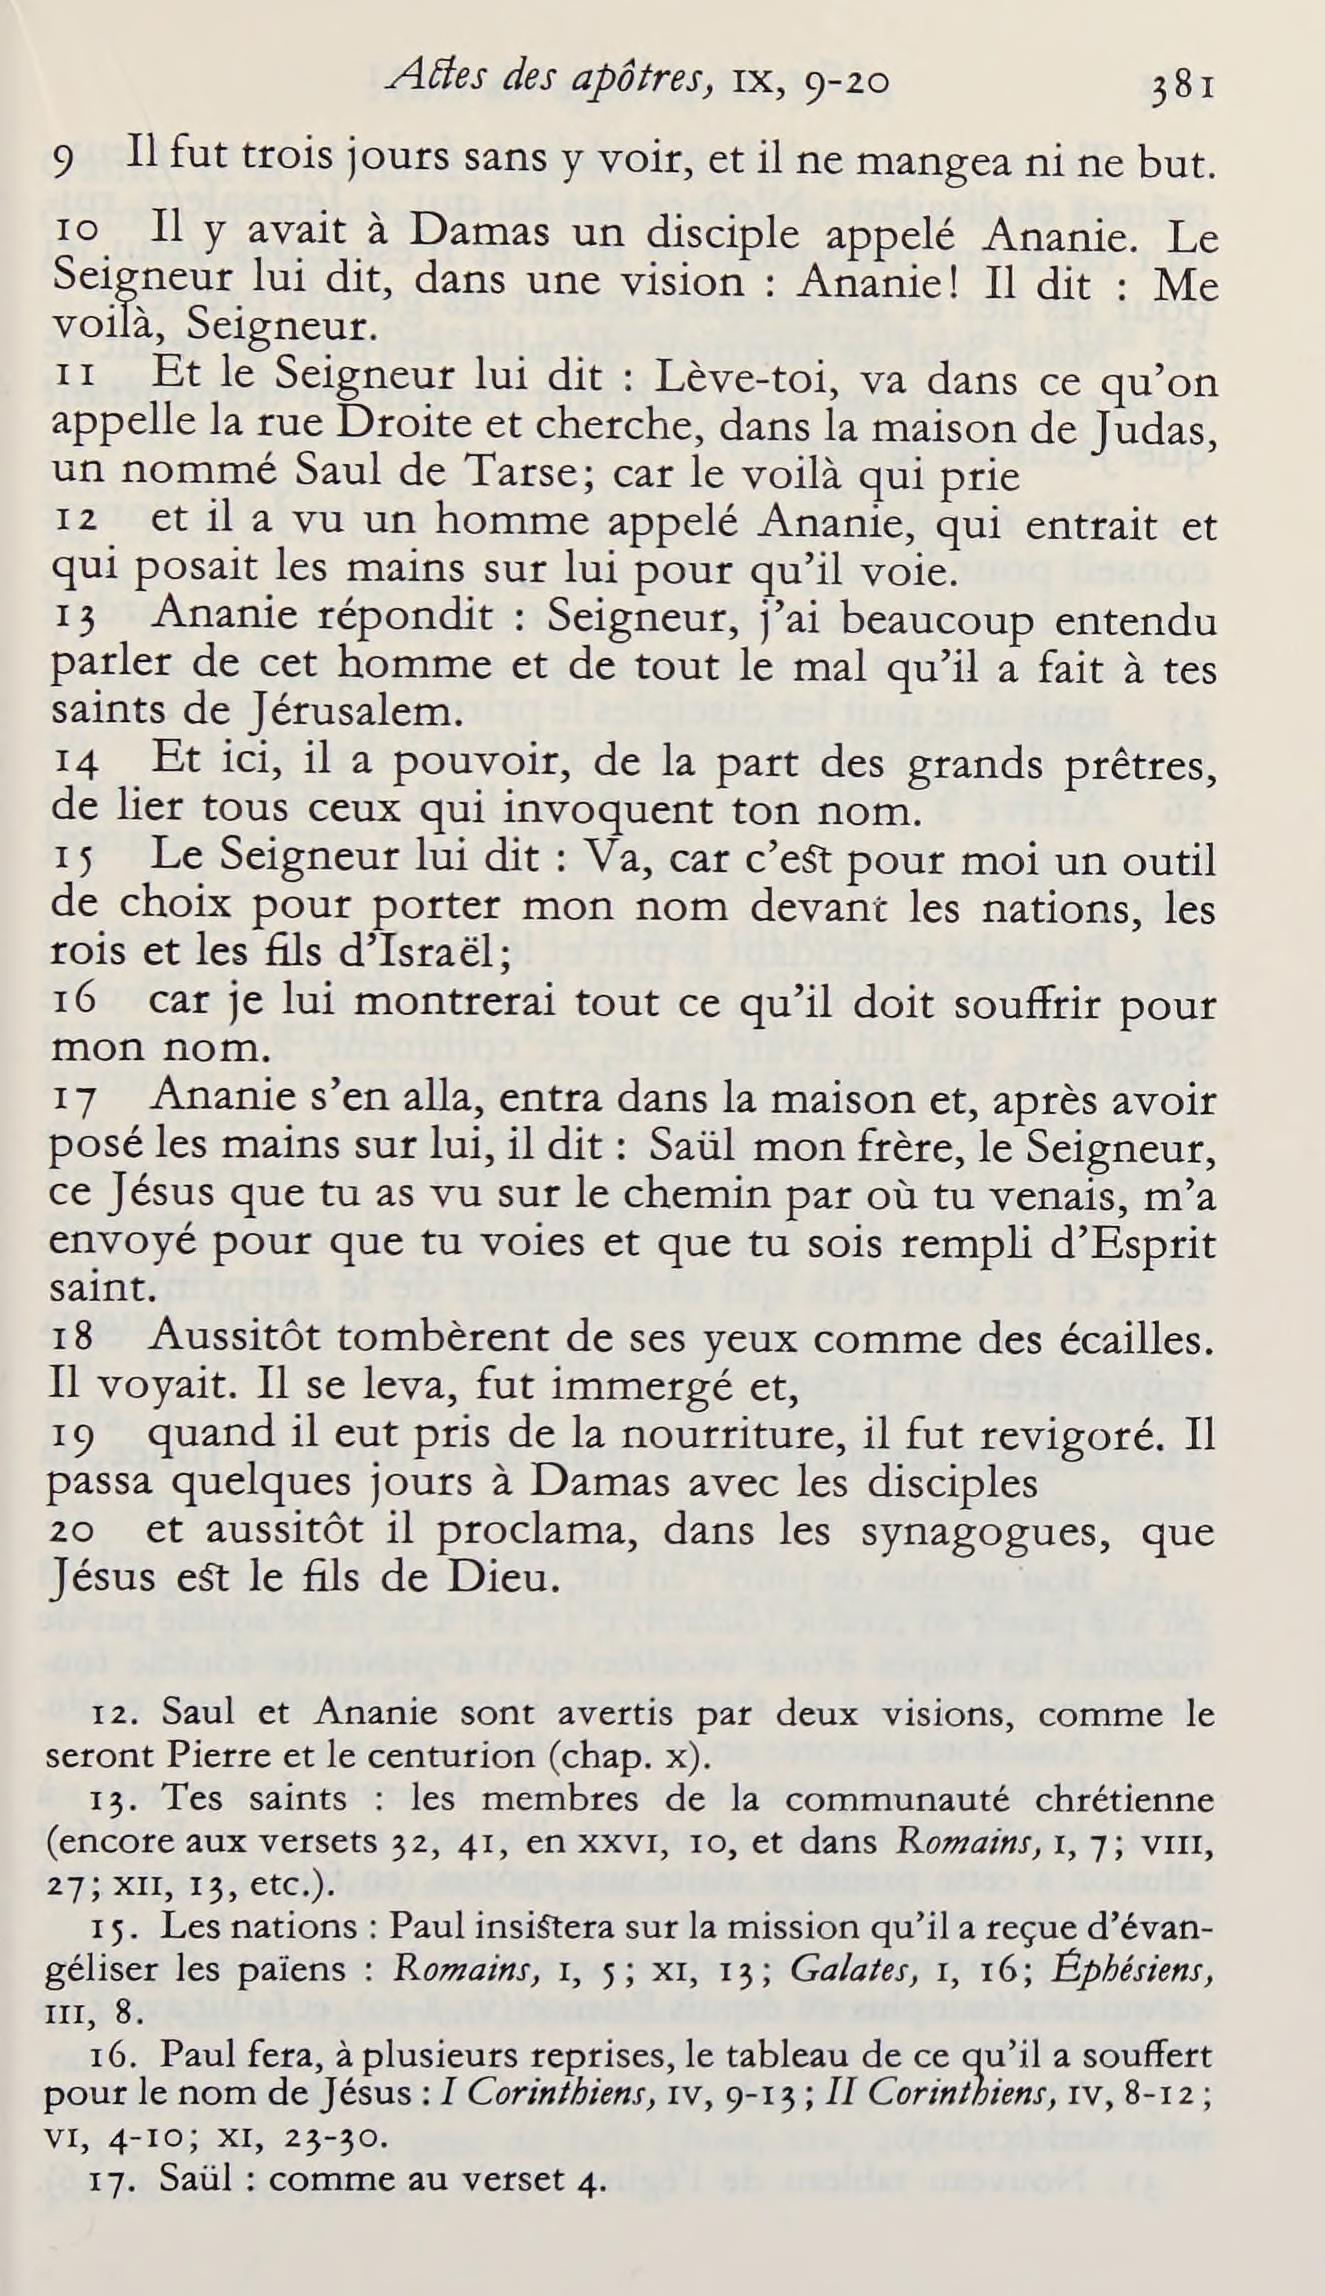 Actes des apôtres, IX, 9-20 381
9 Il fut trois jours sans y voir, et il ne mangea ni ne but.
10 Il y avait à Damas un disciple appelé Ananie. Le
Seigneur lui dit, dans une vision : Ananie! Il dit : Me
voilà, Seigneur.
11 Et le Seigneur lui dit : Lève-toi, va dans ce qu'on
appelle la rue Droite et cherche, dans la maison de Judas,
un nommé Saul de Tarse; car le voilà qui prie
12 et il a vu un homme appelé Ananie, qui entrait et
qui posait les mains sur lui pour qu'il voie.
13 Ananie répondit : Seigneur, j'ai beaucoup entendu
parler de cet homme et de tout le mal qu'il a fait à tes
saints de Jérusalem.
14 Et ici, il a pouvoir, de la part des grands prêtres,
de lier tous ceux qui invoquent ton nom.
15 Le Seigneur lui dit : Va, car c'est pour moi un outil
de choix pour porter mon nom devant les nations, les
rois et les fils d'Israël;
16 car je lui montrerai tout ce qu'il doit souffrir pour
mon nom.
17 Ananie s'en alla, entra dans la maison et, après avoir
posé les mains sur lui, il dit : Saül mon frère, le Seigneur,
ce Jésus que tu as vu sur le chemin par où tu venais, m'a
envoyé pour que tu voies et que tu sois rempli d'Esprit
saint.
18 Aussitôt tombèrent de ses yeux comme des écailles.
Il voyait. Il se leva, fut immergé et,
19 quand il eut pris de la nourriture, il fut revigoré. Il
passa quelques jours à Damas avec les disciples
20 et aussitôt il proclama, dans les synagogues, que
Jésus est le fils de Dieu.
12. Saul et Ananie sont avertis par deux visions, comme le
seront Pierre et le centurion (chap. X).
13. Tes saints : les membres de la communauté chrétienne
(encore aux versets 32, 41, en XXVI, 10, et dans Romains, I, 7; VIII,
27; XII, 13, etc.).
15. Les nations : Paul insistera sur la mission qu'il a reçue d'évan-
géliser les païens : Romains, I, 5; XI, 13; Galates, I, 16; Éphésiens,
III, 8.
16. Paul fera, à plusieurs reprises, le tableau de ce qu'il a souffert
pour le nom de Jésus : I Corinthiens, IV, 9-13; II Corinthiens, IV, 8-12;
VI, 4-10; XI, 23-30.
17. Saül : comme au verset 4.